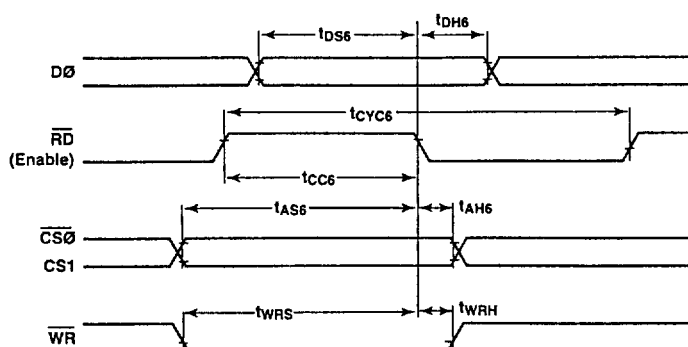 tDS6
tDH6
DØ
tCYC6
RD
(Enable)
tCC6
tAS6
tAH6
CSØ
CS1
tWRS
tWRH
WR